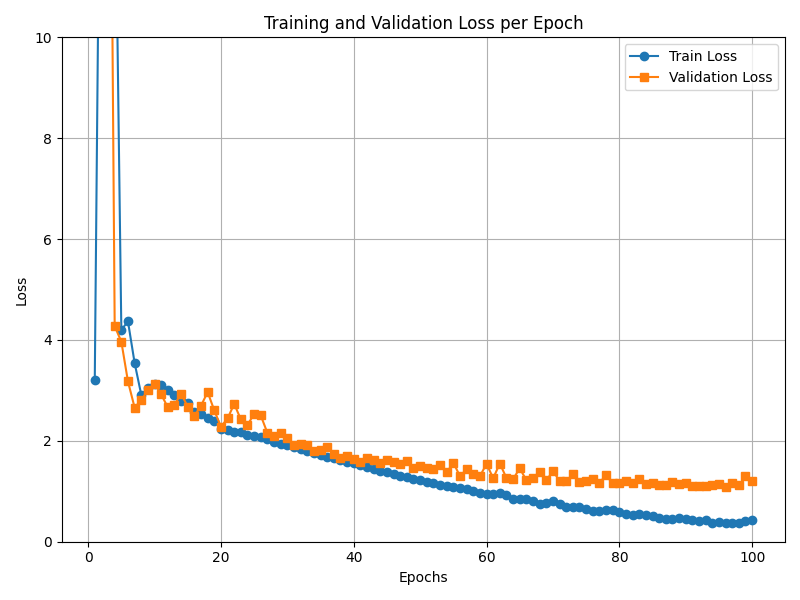 Training and Validation Loss per Epoch
Train Loss
Validation Loss
10
8
6
4
2
0
Loss
0 20 40 60 80 100
Epochs